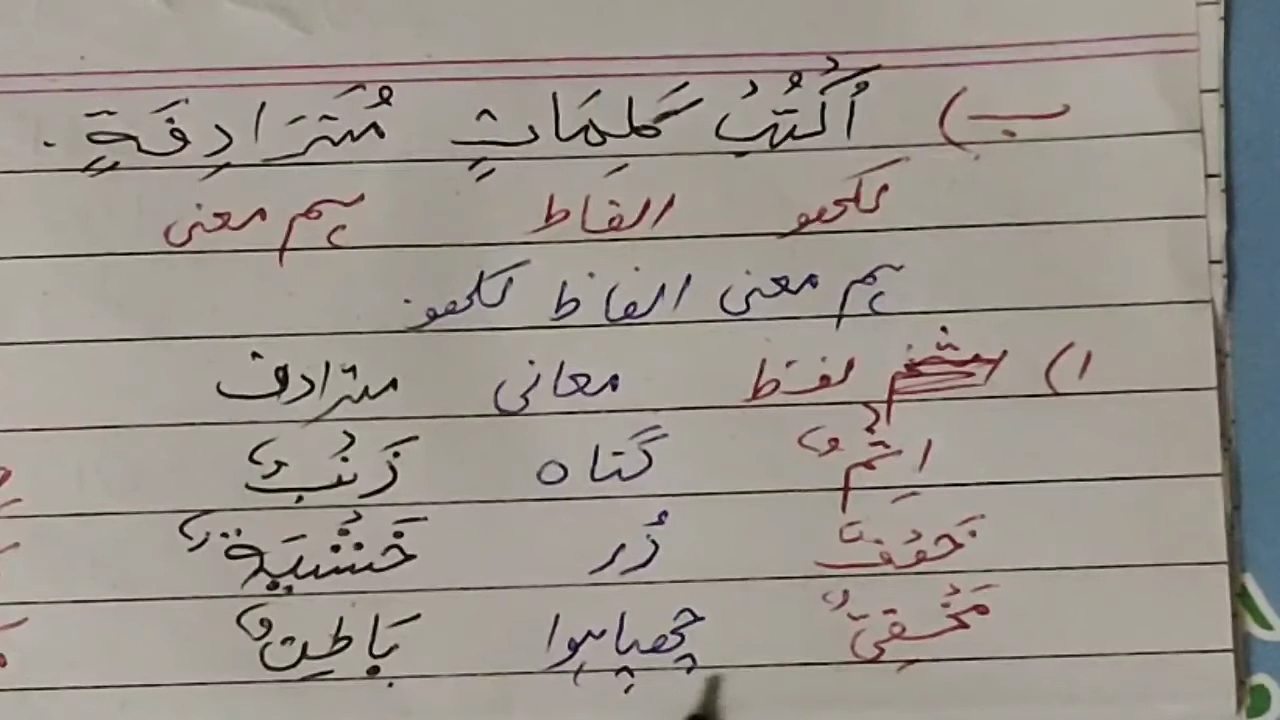 ب) اُكْتُبْ كَلِمَاتٍ مُتَرَادِفَةٍ.
لکھو الفاظ ہم معنی
ہم معنی الفاظ لکھو
۱) لفظ معانی مترادف
اِثْمٌ گناہ ذَنْبٌ
خَوْفٌ ڈر خَشْيَةٌ
مَخْفِیٌ چھپا ہوا بَاطِنٌ